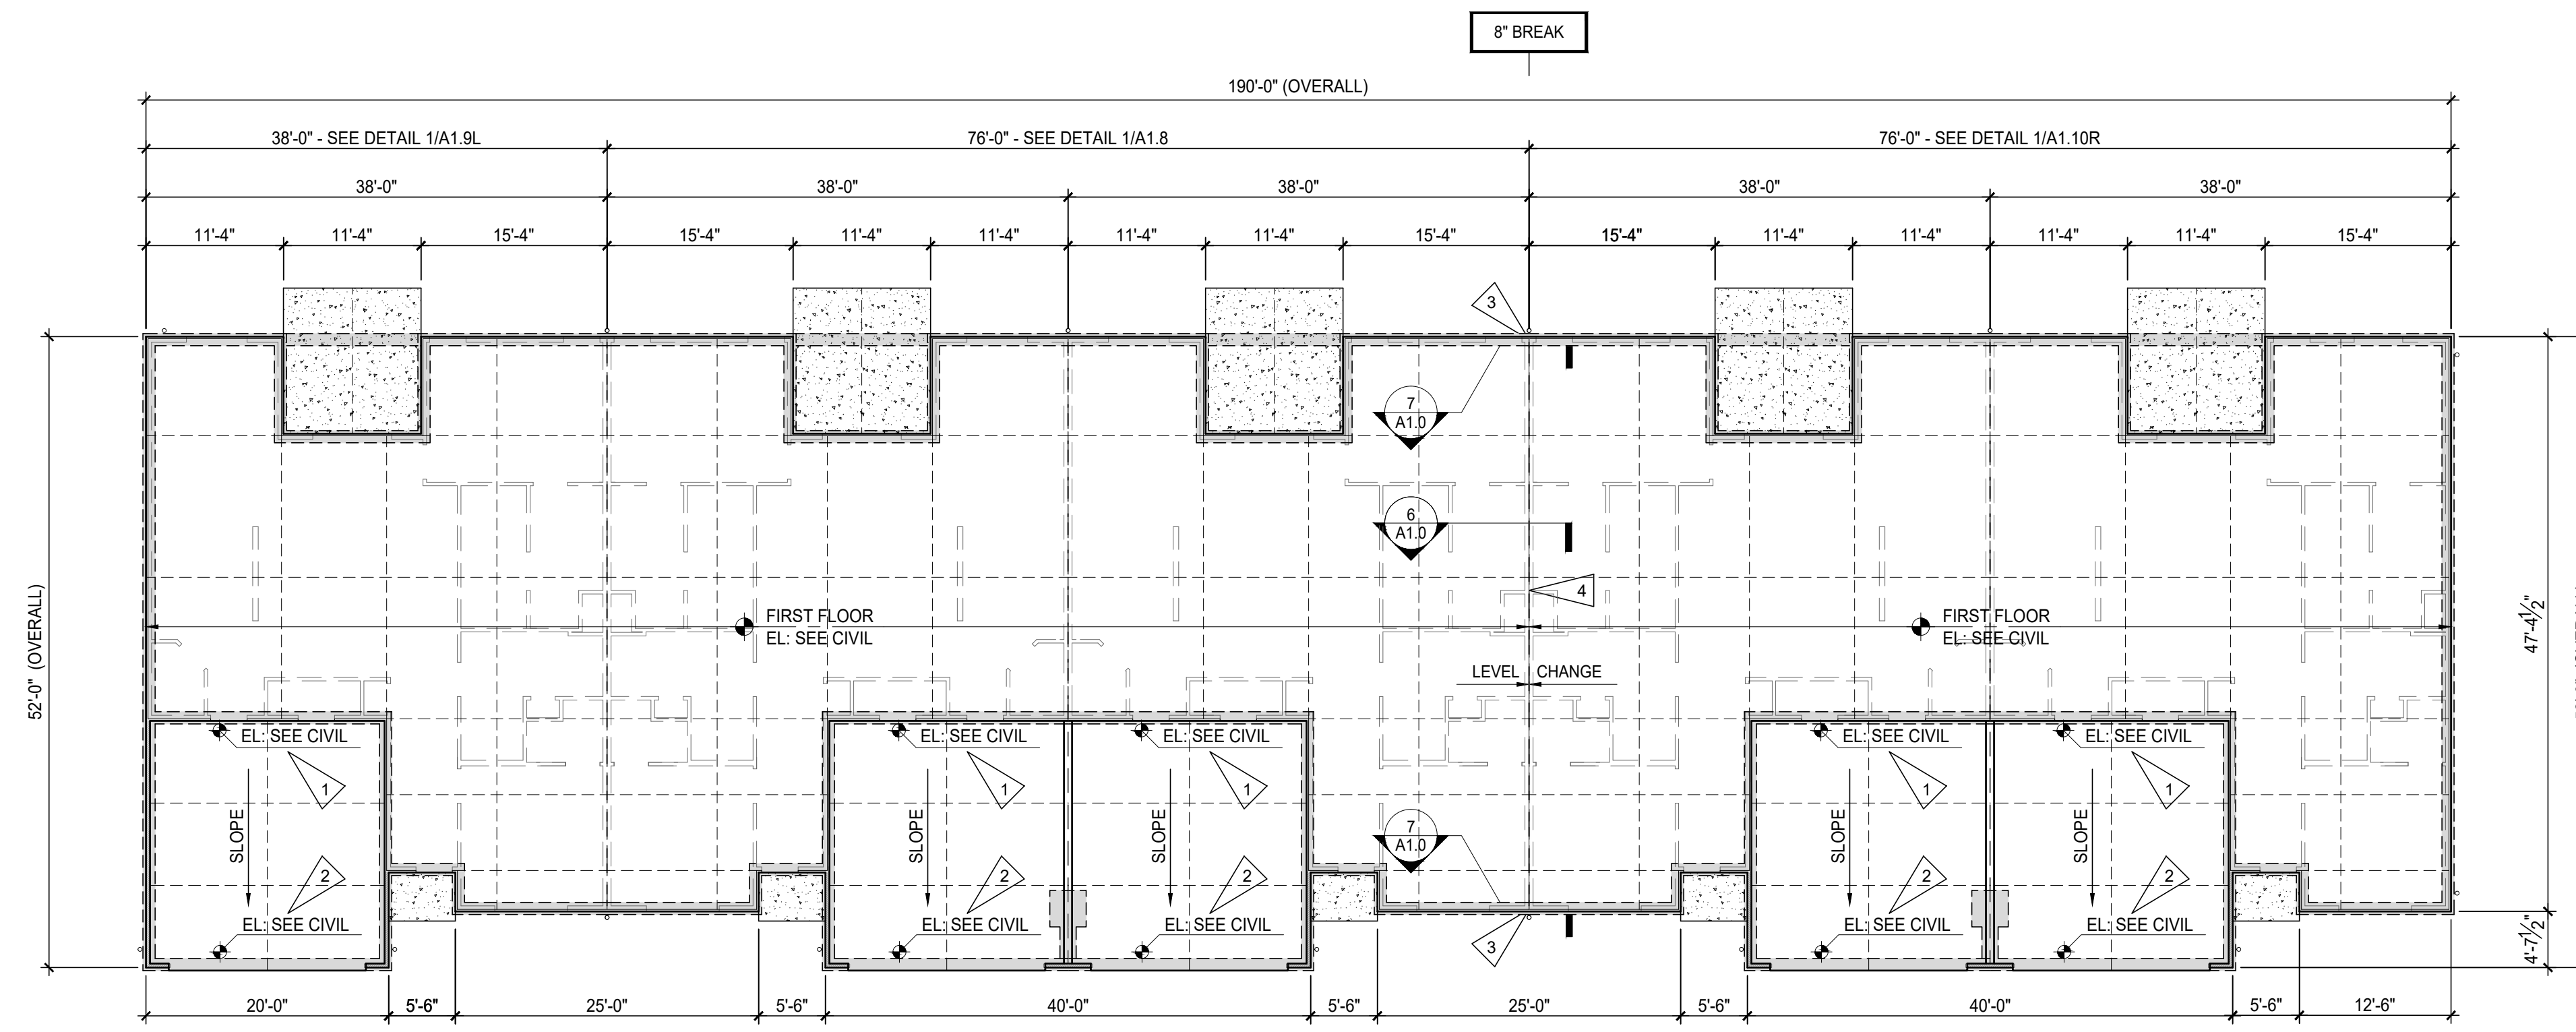 8" BREAK
190'-0" (OVERALL)
38'-0" - SEE DETAIL 1/A1.9L
76'-0" - SEE DETAIL 1/A1.8
76'-0" - SEE DETAIL 1/A1.10R
38'-0"
38'-0"
38'-0"
38'-0"
38'-0"
11'-4"
11'-4"
15'-4"
15'-4"
11'-4"
11'-4"
11'-4"
11'-4"
15'-4"
15'-4"
11'-4"
11'-4"
11'-4"
11'-4"
15'-4"
3
7
A1.0
6
A1.0
4
52'-0" (OVERALL)
47'-4 1/2"
FIRST FLOOR
EL: SEE CIVIL
FIRST FLOOR
EL: SEE CIVIL
LEVEL CHANGE
EL: SEE CIVIL
EL: SEE CIVIL
EL: SEE CIVIL
EL: SEE CIVIL
EL: SEE CIVIL
1
1
1
1
1
SLOPE
SLOPE
SLOPE
SLOPE
SLOPE
7
A1.0
2
2
2
2
2
EL: SEE CIVIL
EL: SEE CIVIL
EL: SEE CIVIL
EL: SEE CIVIL
EL: SEE CIVIL
3
4'-7 1/2"
20'-0"
5'-6"
25'-0"
5'-6"
40'-0"
5'-6"
25'-0"
5'-6"
40'-0"
5'-6"
12'-6"